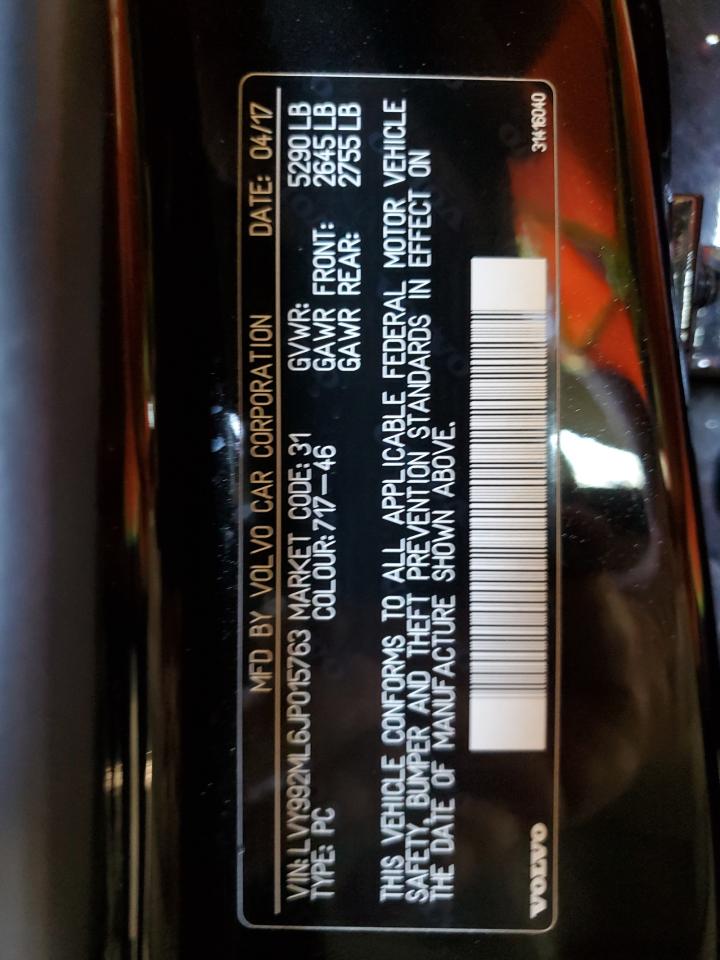 MFD BY VOLVO CAR CORPORATION DATE: 04/17
VIN: LVY992ML6JP015763 MARKET CODE: 31 GVWR: 5290 LB
TYPE: PC COLOUR: 717-46 GAWR FRONT: 2645 LB
GAWR REAR: 2755 LB
THIS VEHICLE CONFORMS TO ALL APPLICABLE FEDERAL MOTOR VEHICLE
SAFETY, BUMPER AND THEFT PREVENTION STANDARDS IN EFFECT ON
THE DATE OF MANUFACTURE SHOWN ABOVE.
VOLVO 31416040